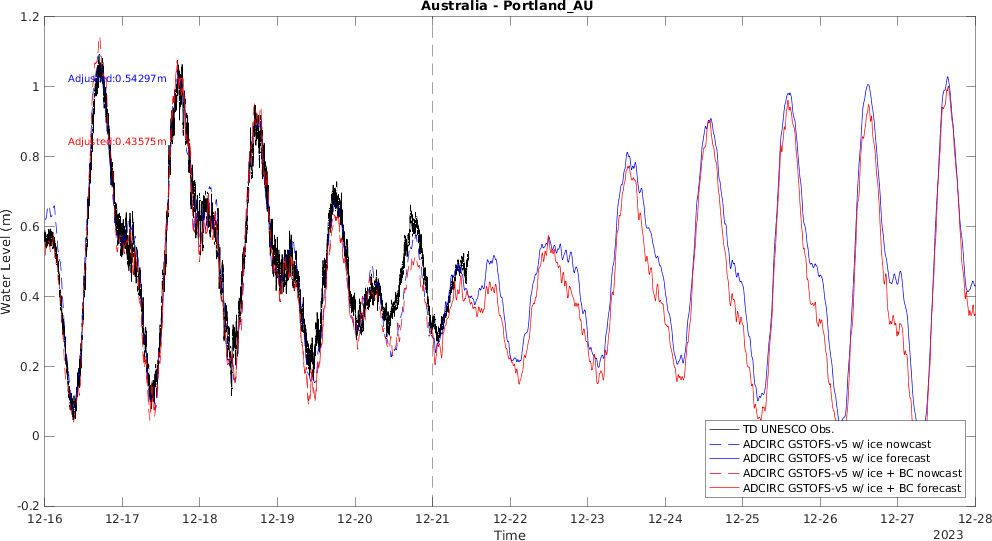 Australia - Portland_AU
Water Level (m)
1.2
1
0.8
0.6
0.4
0.2
0
-0.2
Adjusted:0.54297m
Adjusted:0.43575m
TD UNESCO Obs.
ADCIRC GSTOFS-v5 w/ ice nowcast
ADCIRC GSTOFS-v5 w/ ice forecast
ADCIRC GSTOFS-v5 w/ ice + BC nowcast
ADCIRC GSTOFS-v5 w/ ice + BC forecast
12-16 12-17 12-18 12-19 12-20 12-21 12-22 12-23 12-24 12-25 12-26 12-27 12-28
Time
2023